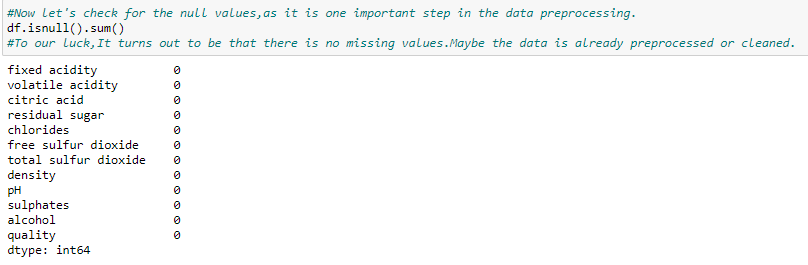 #Now let's check for the null values,as it is one important step in the data preprocessing.
df.isnull().sum()
#To our luck,It turns out to be that there is no missing values.Maybe the data is already preprocessed or cleaned.
fixed acidity 0
volatile acidity 0
citric acid 0
residual sugar 0
chlorides 0
free sulfur dioxide 0
total sulfur dioxide 0
density 0
pH 0
sulphates 0
alcohol 0
quality 0
dtype: int64